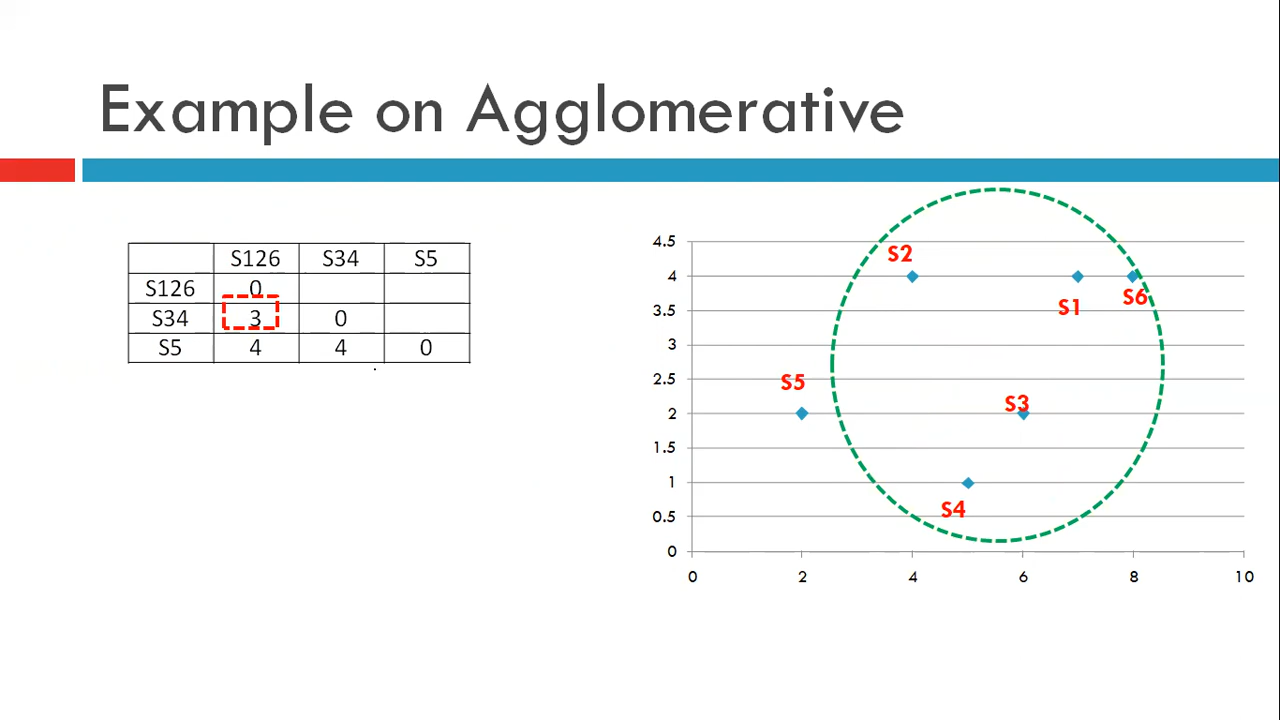 Example on Agglomerative
S126 S34 S5
S126 0
S34 3 0
S5 4 4 0
4.5
4
3.5
3
2.5
2
1.5
1
0.5
0
0 2 4 6 8 10
S2
S6
S1
S5
S3
S4